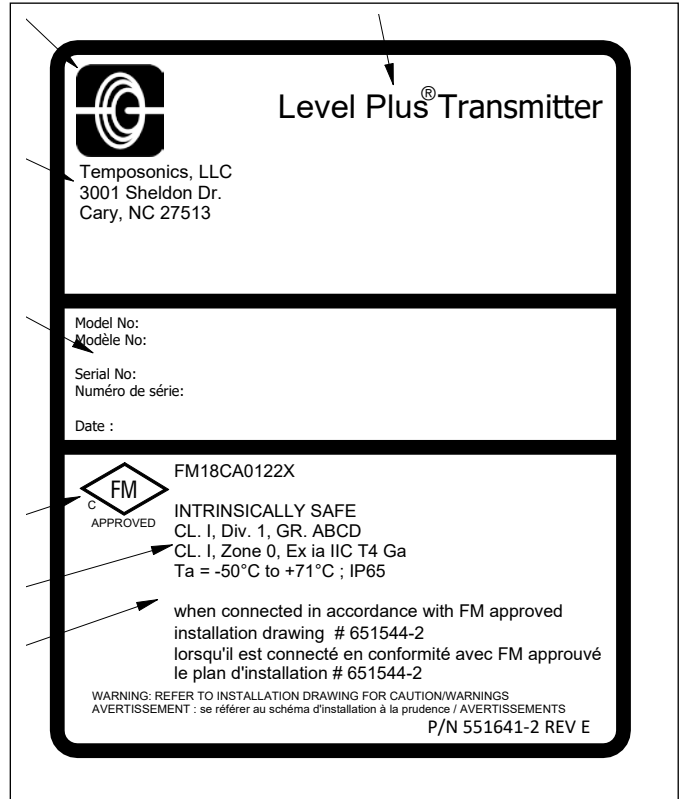 Level Plus® Transmitter
Temposonics, LLC
3001 Sheldon Dr.
Cary, NC 27513
Model No:
Modèle No:
Serial No:
Numéro de série:
Date :
FM
C
APPROVED
FM18CA0122X
INTRINSICALLY SAFE
CL. I, Div. 1, GR. ABCD
CL. I, Zone 0, Ex ia IIC T4 Ga
Ta = -50°C to +71°C ; IP65
when connected in accordance with FM approved
installation drawing # 651544-2
lorsqu'il est connecté en conformité avec FM approuvé
le plan d'installation # 651544-2
WARNING: REFER TO INSTALLATION DRAWING FOR CAUTION/WARNINGS
AVERTISSEMENT : se référer au schéma d'installation à la prudence / AVERTISSEMENTS
P/N 551641-2 REV E